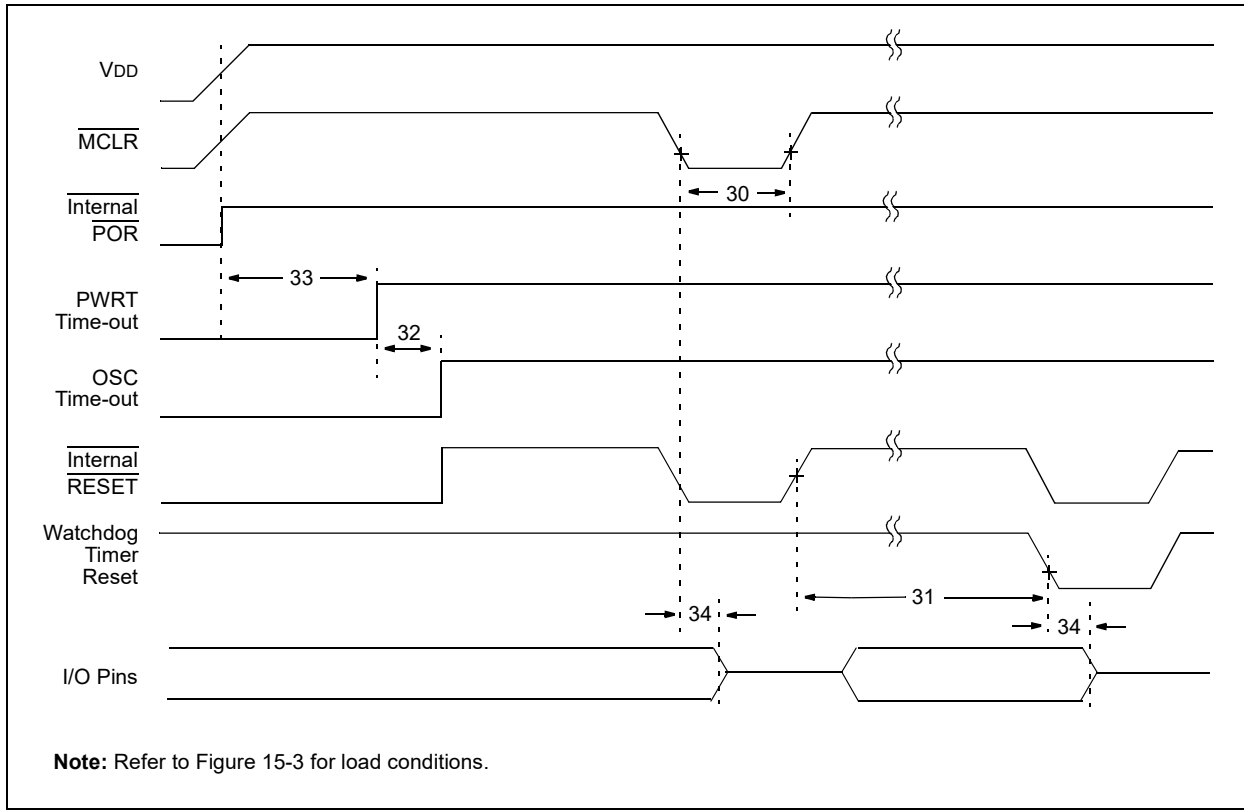 VDD
MCLR
30
Internal
POR
33
PWRT
Time-out
32
OSC
Time-out
Internal
RESET
Watchdog
Timer
Reset
31
34
34
I/O Pins
Note: Refer to Figure 15-3 for load conditions.